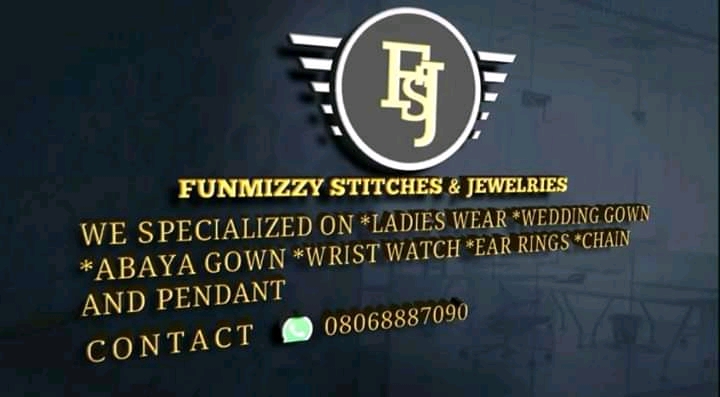 FSJ
FUNMIZZY STITCHES & JEWELRIES
WE SPECIALIZED ON *LADIES WEAR *WEDDING GOWN
*ABAYA GOWN *WRIST WATCH *EAR RINGS *CHAIN
AND PENDANT
CONTACT 08068887090